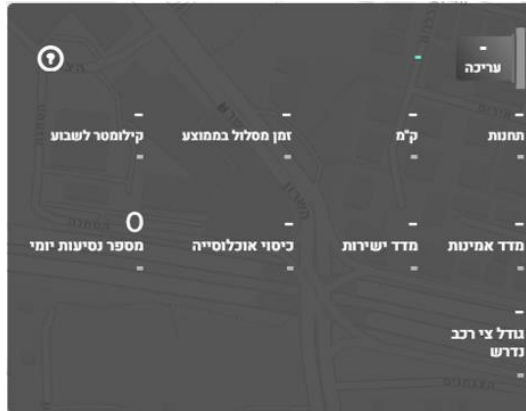 -
עריכה
-
?
- - - -
תחנות ק"מ זמן מסלול בממוצע קילומטר לשבוע
= = = =
- - - 0
מדד אמינות מדד ישירות כיסוי אוכלוסייה מספר נסיעות יומי
= = = =
-
גודל צי רכב
נדרש
=
השרון